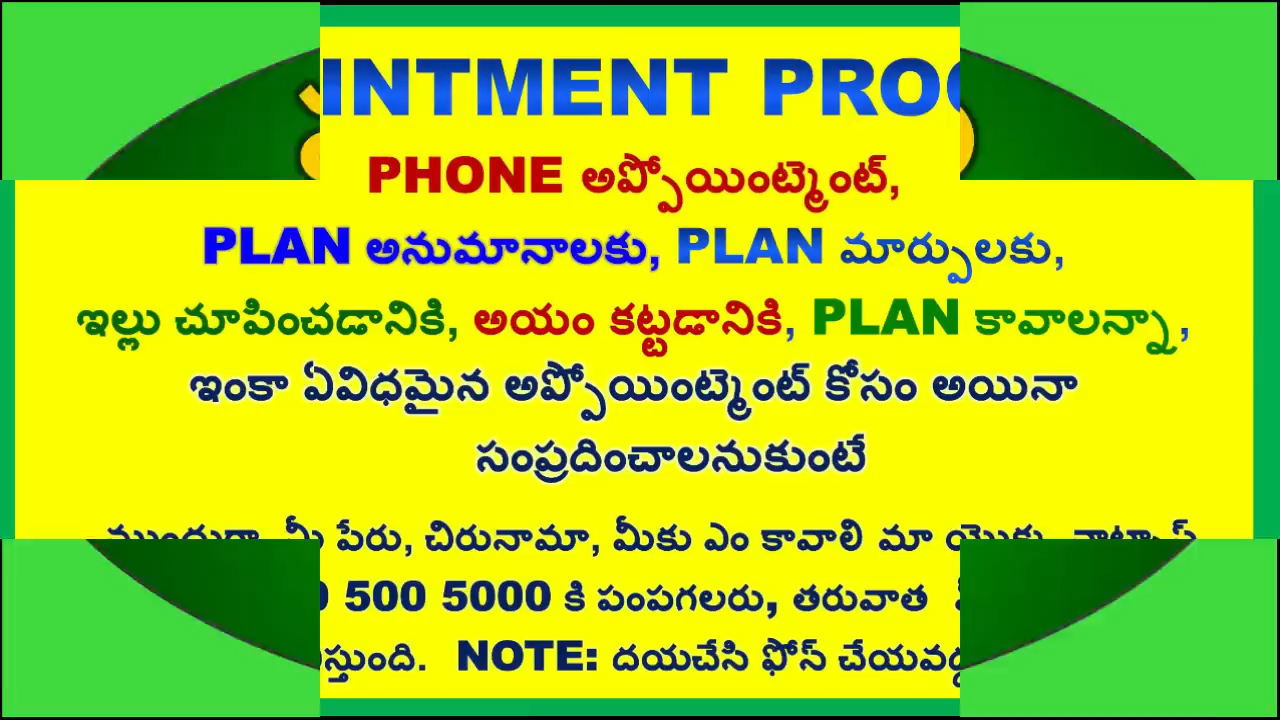 INTMENT PROC
PHONE అప్పోయింట్మెంట్,
PLAN అనుమానాలకు, PLAN మార్పులకు,
ఇల్లు చూపించడానికి, అయం కట్టడానికి, PLAN కావాలన్నా,
ఇంకా ఏవిధమైన అప్పోయింట్మెంట్ కోసం అయినా
సంప్రదించాలనుకుంటే
మీ పేరు, చిరునామా, మీకు ఎం కావాలి మా
500 5000 కి పంపగలరు, తరువాత
స్తుంది. NOTE: దయచేసి ఫోన్